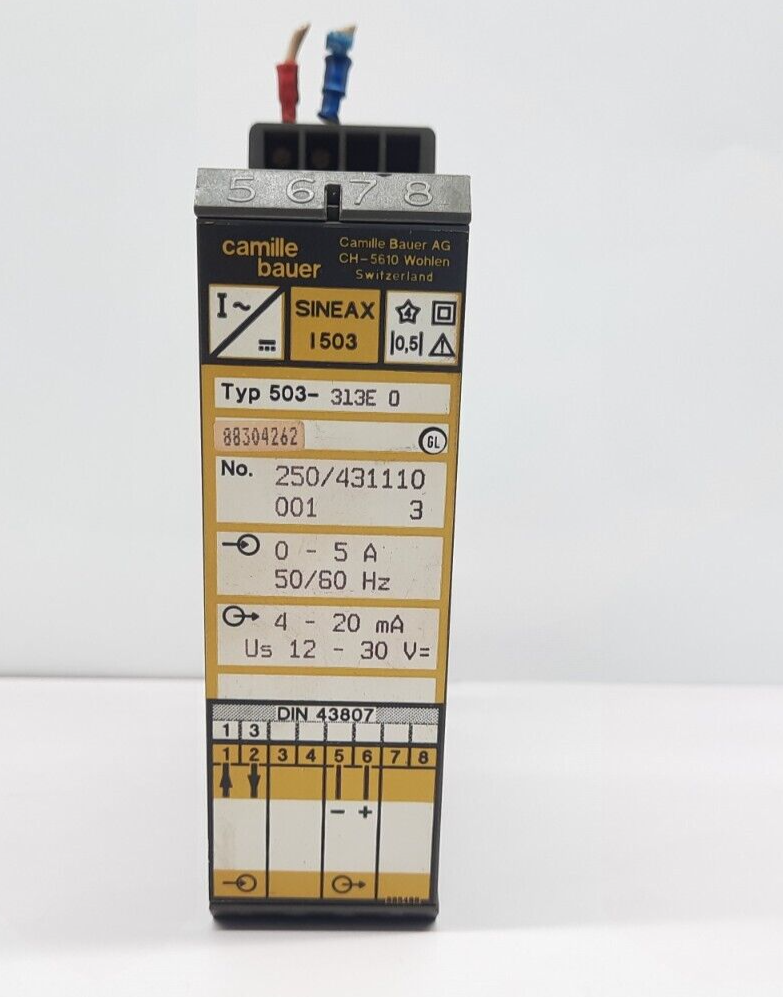 5 6 7 8
camille
bauer
Camille Bauer AG
CH-5610 Wohlen
Switzerland
I~
SINEAX
I 503
4
|0,5|
Typ 503- 313E 0
88304262
GL
No. 250/431110
001 3
0 - 5 A
50/60 Hz
4 - 20 mA
Us 12 - 30 V=
DIN 43807
1 3
1 2 3 4 5 6 7 8
- +